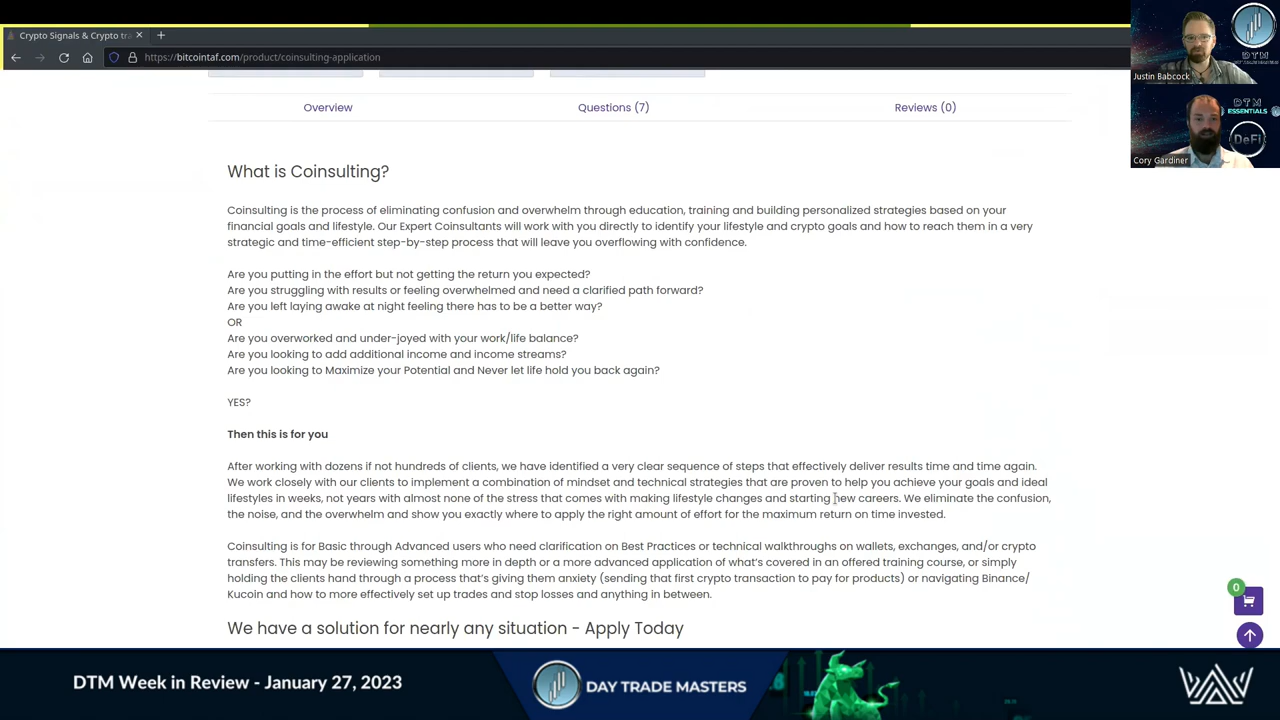 Crypto Signals & Crypto tra
https://bitcointaf.com/product/coinsulting-application
Justin Babcock
DTM
DTM
ESSENTIALS
DeFi
Cory Gardiner
Overview
Questions (7)
Reviews (0)
What is Coinsulting?
Coinsulting is the process of eliminating confusion and overwhelm through education, training and building personalized strategies based on your
financial goals and lifestyle. Our Expert Coinsultants will work with you directly to identify your lifestyle and crypto goals and how to reach them in a very
strategic and time-efficient step-by-step process that will leave you overflowing with confidence.
Are you putting in the effort but not getting the return you expected?
Are you struggling with results or feeling overwhelmed and need a clarified path forward?
Are you left laying awake at night feeling there has to be a better way?
OR
Are you overworked and under-joyed with your work/life balance?
Are you looking to add additional income and income streams?
Are you looking to Maximize your Potential and Never let life hold you back again?
YES?
Then this is for you
After working with dozens if not hundreds of clients, we have identified a very clear sequence of steps that effectively deliver results time and time again.
We work closely with our clients to implement a combination of mindset and technical strategies that are proven to help you achieve your goals and ideal
lifestyles in weeks, not years with almost none of the stress that comes with making lifestyle changes and starting new careers. We eliminate the confusion,
the noise, and the overwhelm and show you exactly where to apply the right amount of effort for the maximum return on time invested.
Coinsulting is for Basic through Advanced users who need clarification on Best Practices or technical walkthroughs on wallets, exchanges, and/or crypto
transfers. This may be reviewing something more in depth or a more advanced application of what's covered in an offered training course, or simply
holding the clients hand through a process that's giving them anxiety (sending that first crypto transaction to pay for products) or navigating Binance/
Kucoin and how to more effectively set up trades and stop losses and anything in between.
We have a solution for nearly any situation - Apply Today
0
DTM Week in Review - January 27, 2023
DAY TRADE MASTERS